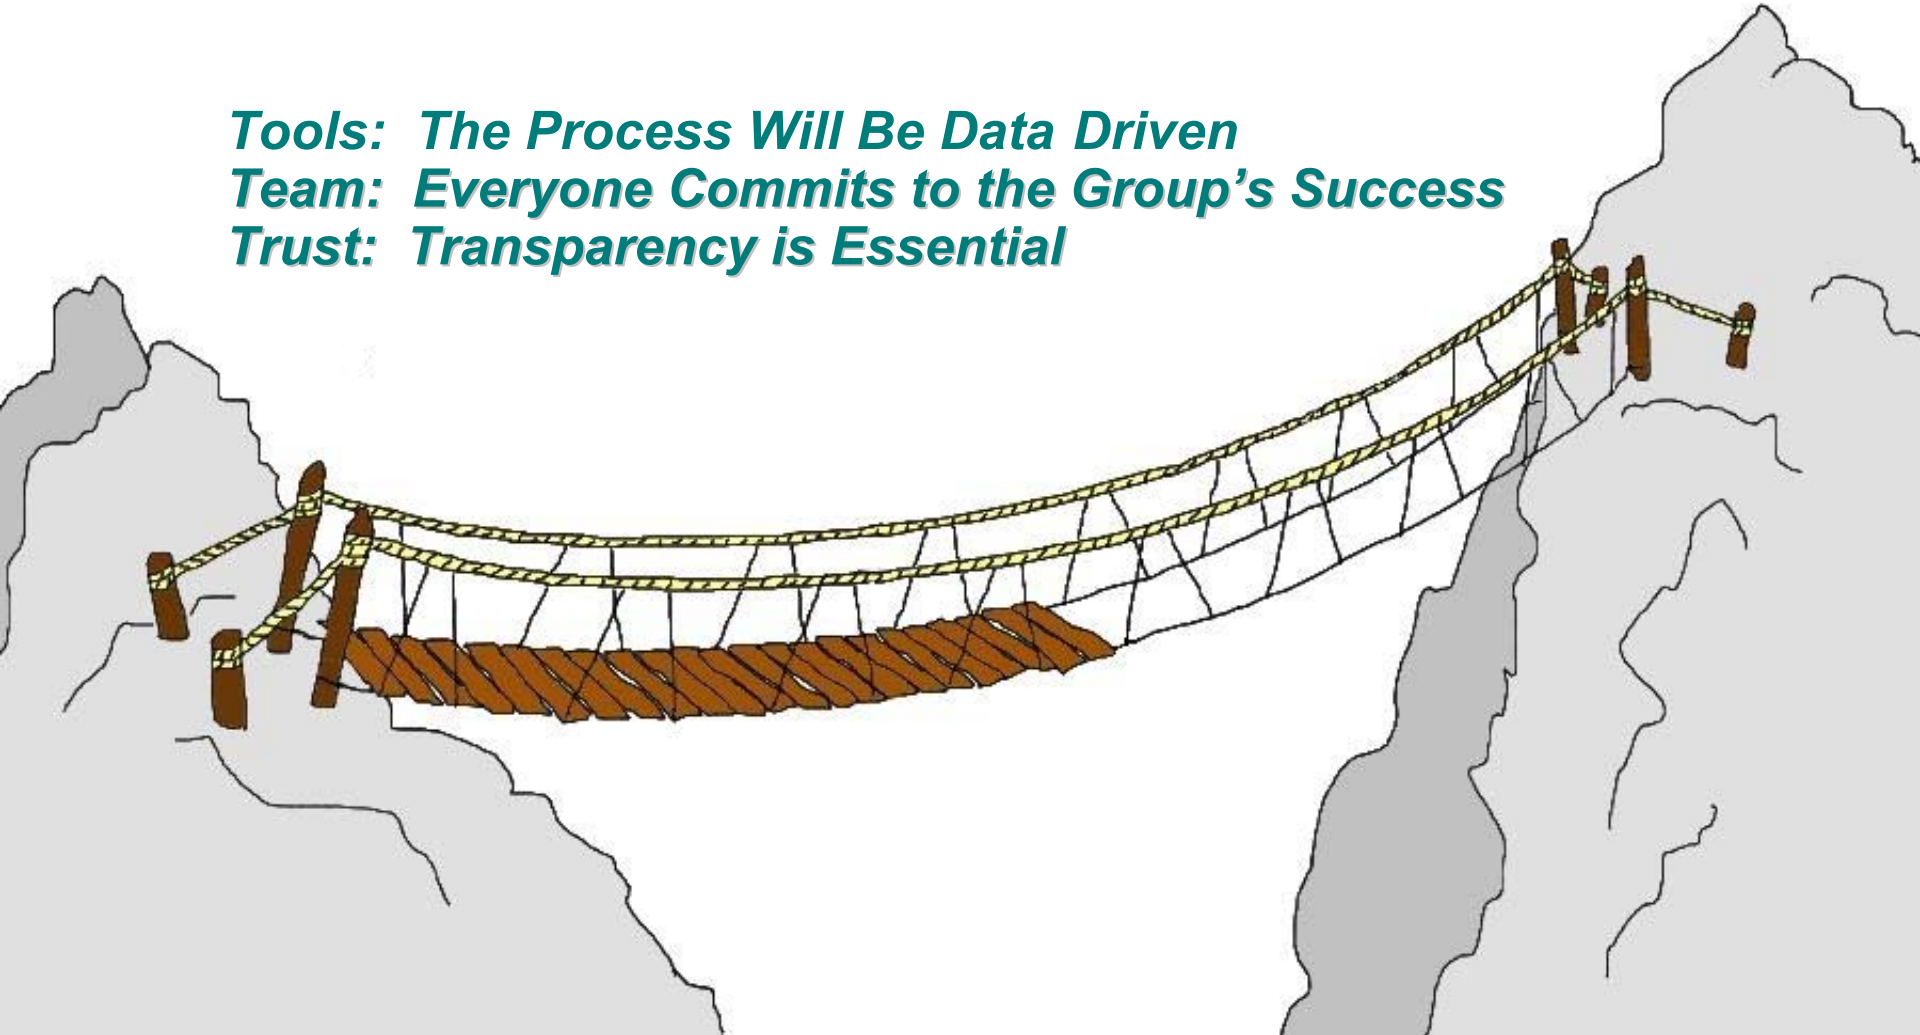 Tools:  The Process Will Be Data Driven
Team:  Everyone Commits to the Group’s Success
Trust:  Transparency is Essential